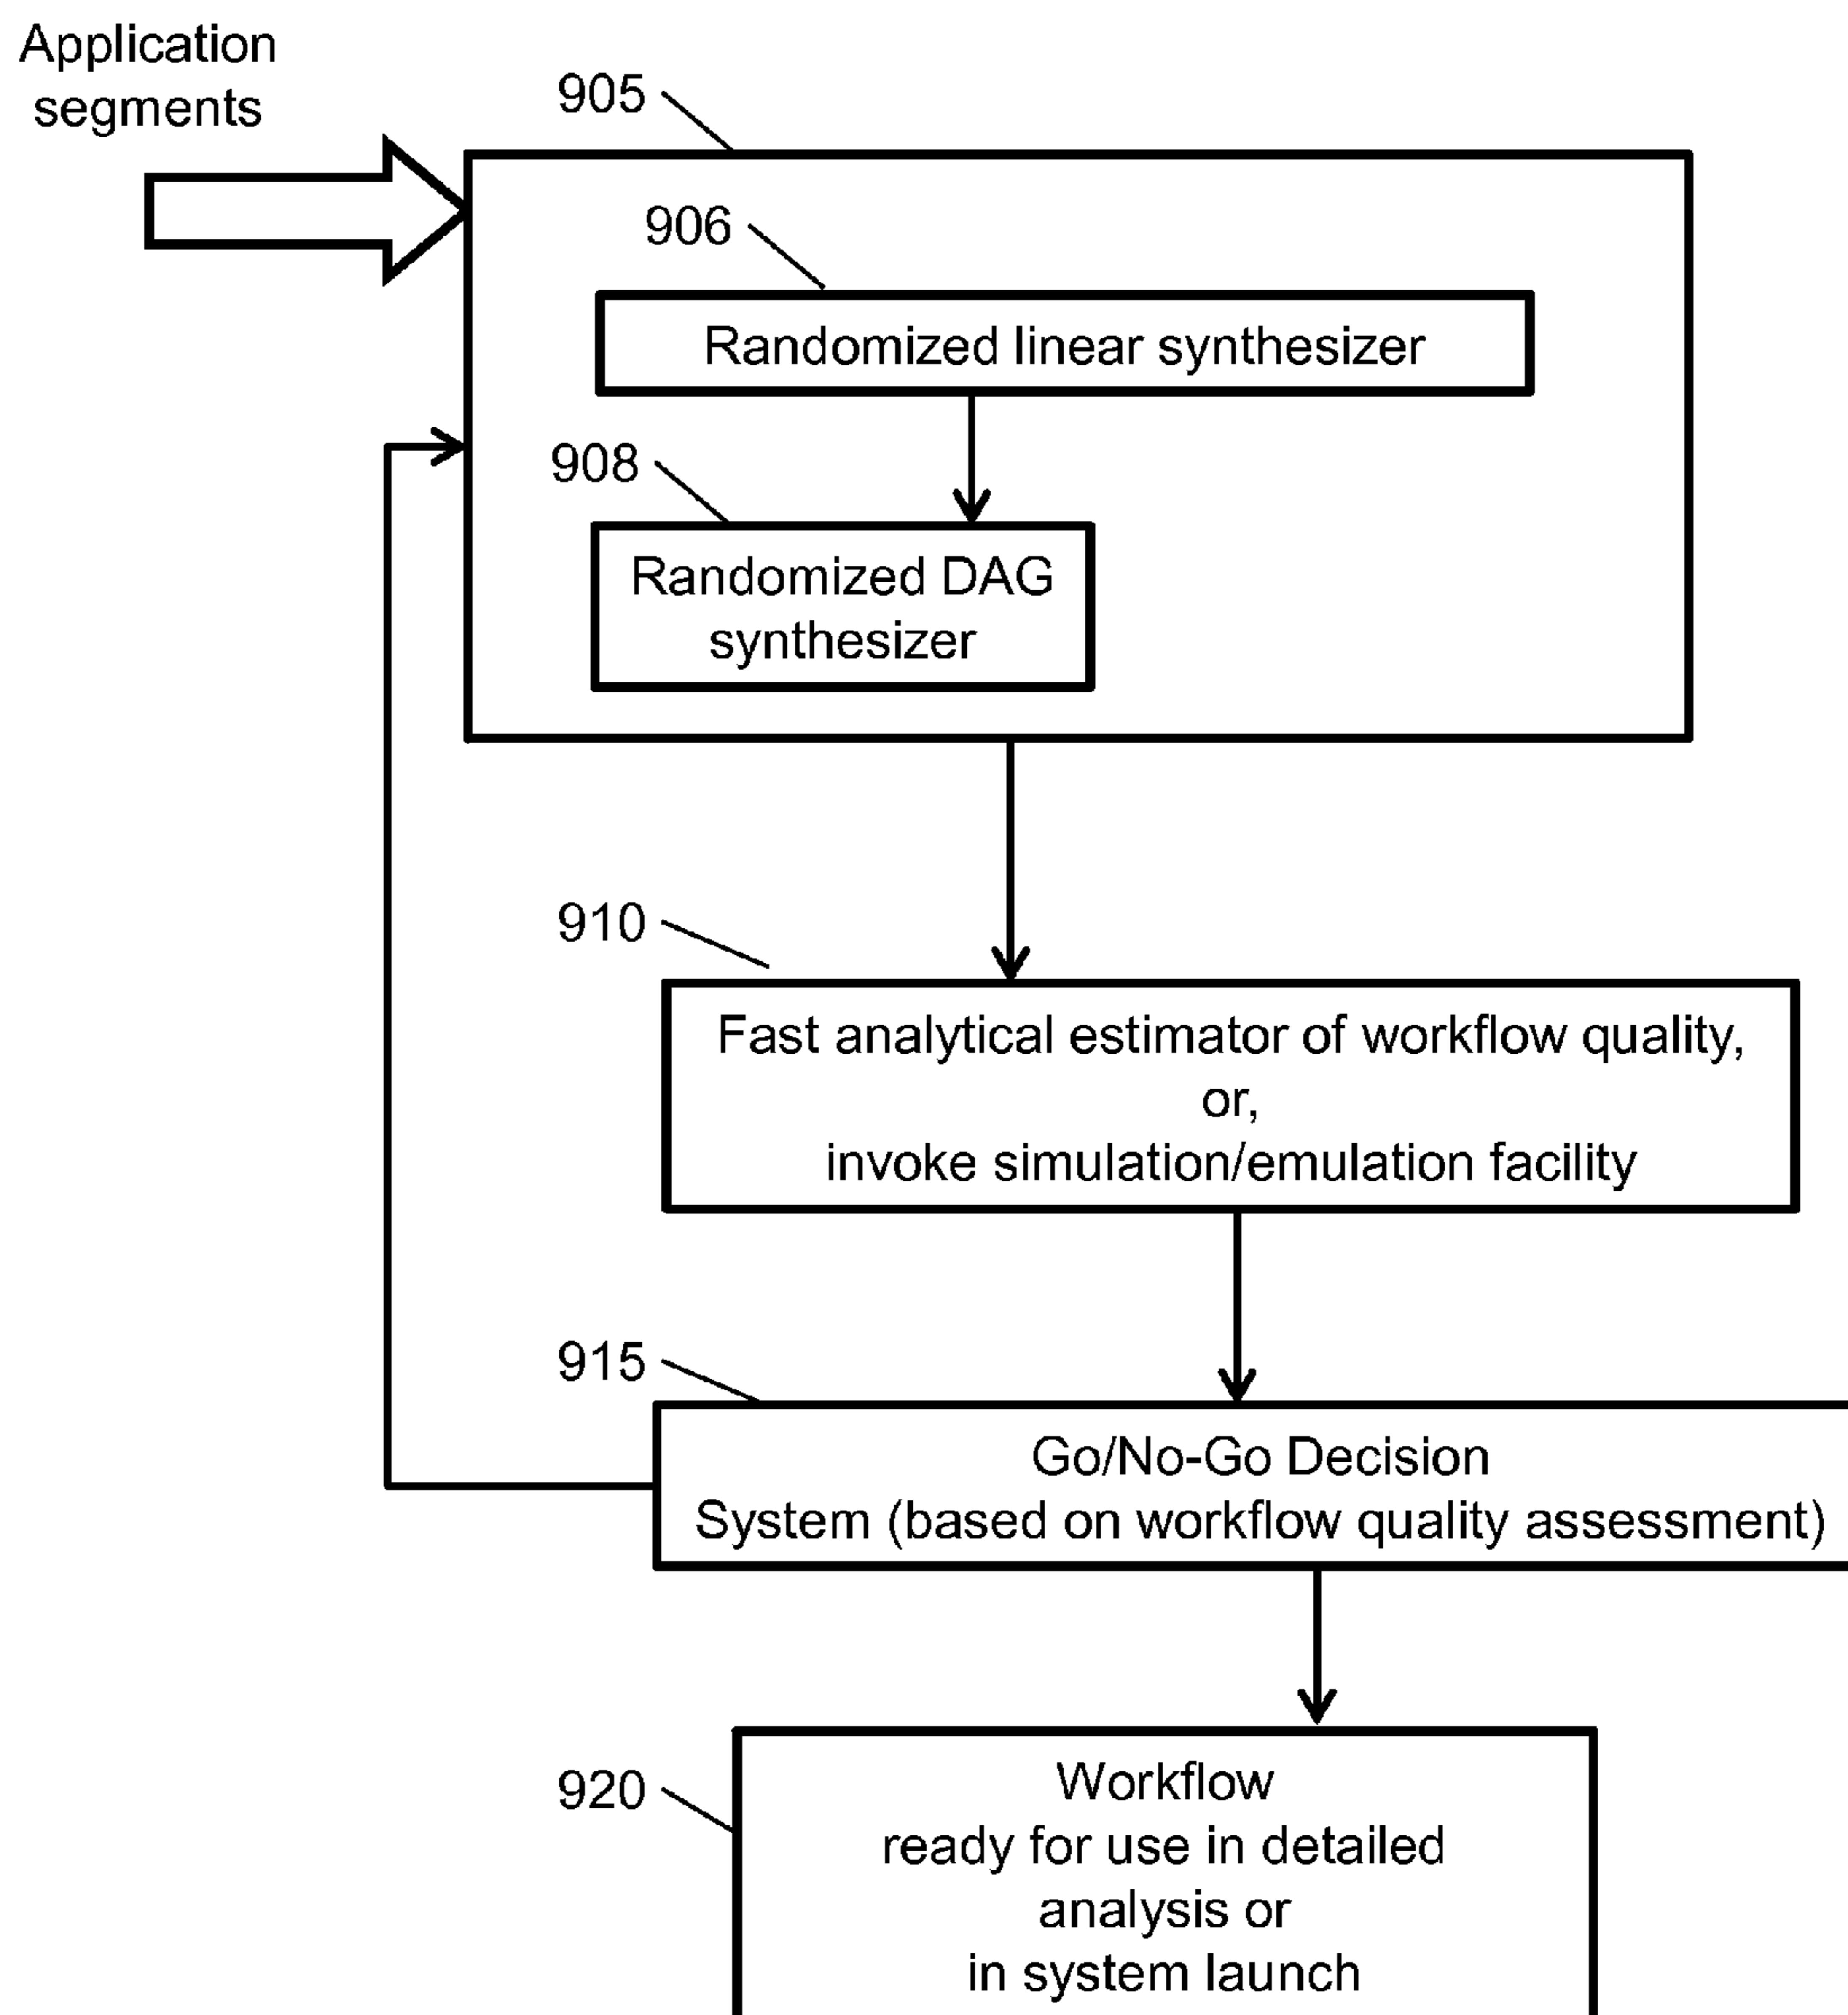 Application
segments
905
906
Randomized linear synthesizer
908
Randomized DAG
synthesizer
910
Fast analytical estimator of workflow quality,
or,
invoke simulation/emulation facility
915
Go/No-Go Decision
System (based on workflow quality assessment)
920
Workflow
ready for use in detailed
analysis or
in system launch